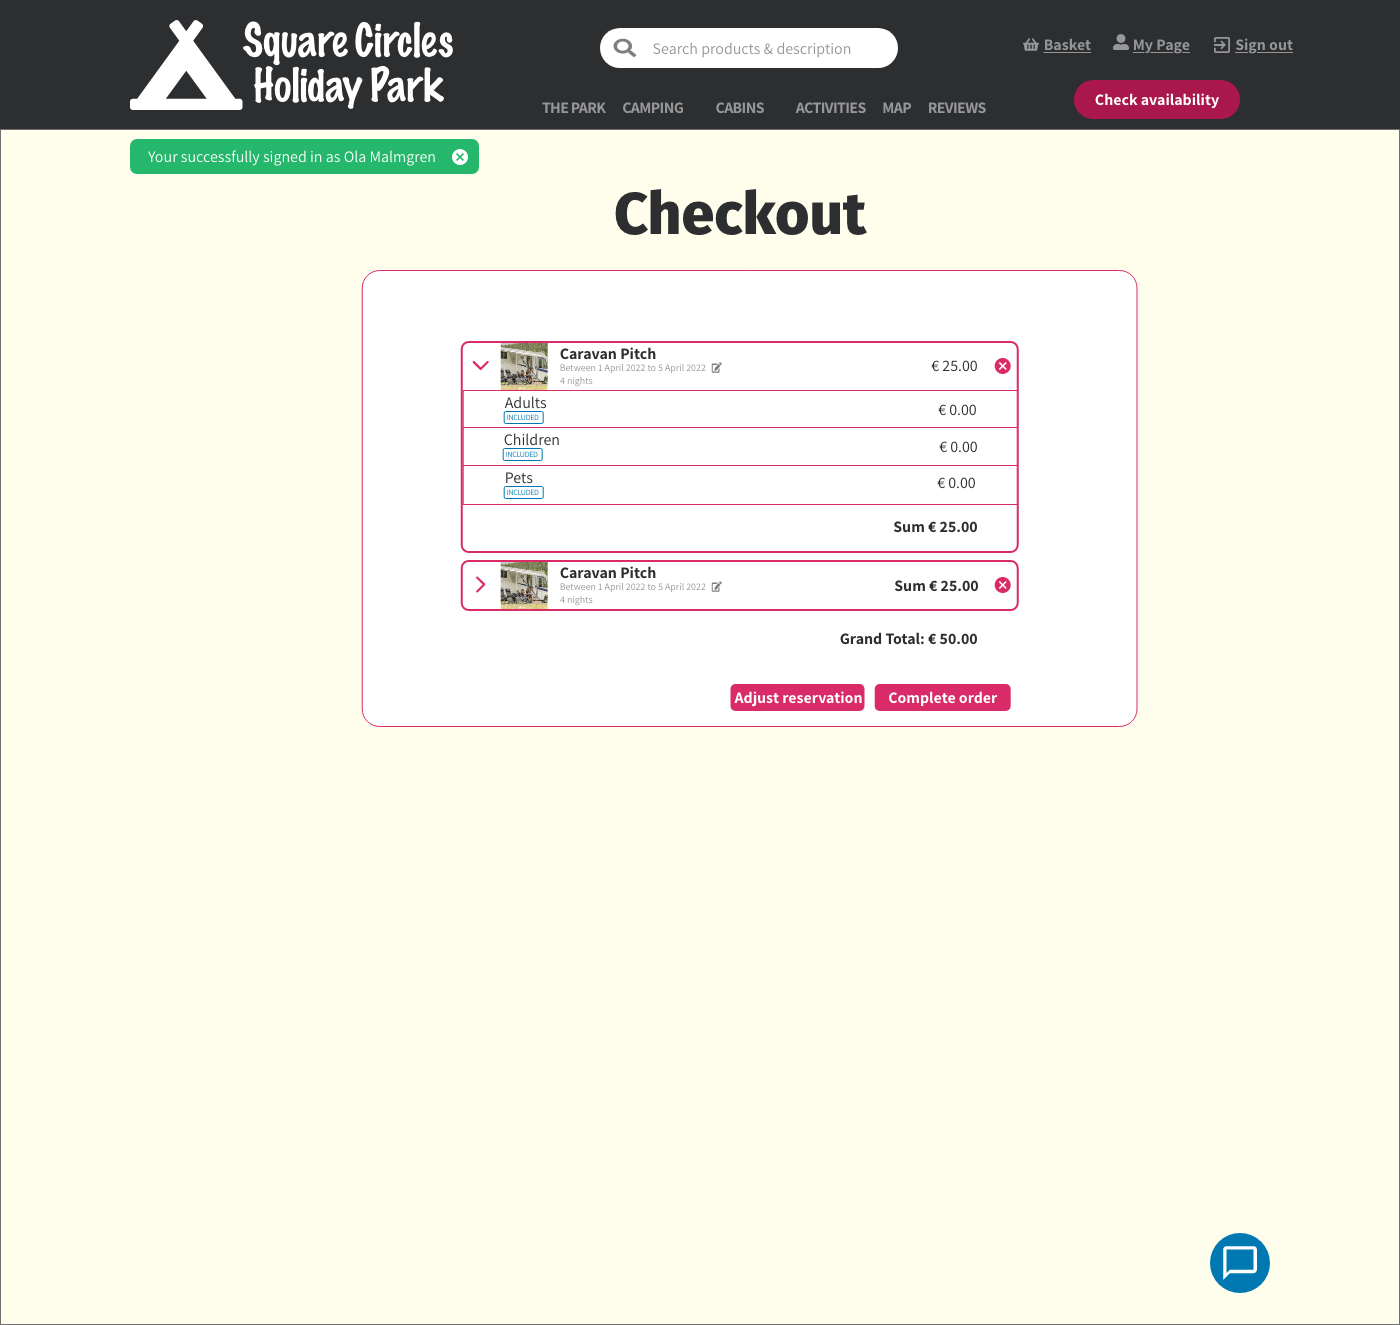 Square Circles
Holiday Park
Search products & description
Basket
My Page
Sign out
THE PARK
CAMPING
CABINS
ACTIVITIES
MAP
REVIEWS
Check availability
Your successfully signed in as Ola Malmgren
Checkout
Caravan Pitch
Between 1 April 2022 to 5 April 2022
4 nights
€ 25.00
Adults
INCLUDED
€ 0.00
Children
INCLUDED
€ 0.00
Pets
INCLUDED
€ 0.00
Sum € 25.00
Caravan Pitch
Between 1 April 2022 to 5 April 2022
4 nights
Sum € 25.00
Grand Total: € 50.00
Adjust reservation
Complete order